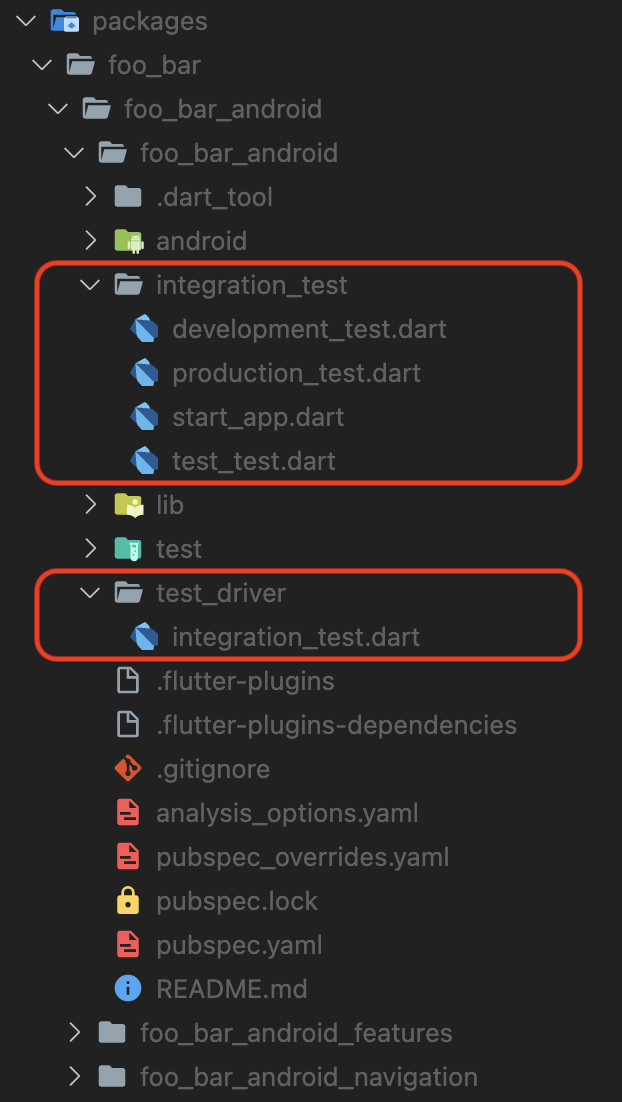 packages
foo_bar
foo_bar_android
foo_bar_android
.dart_tool
android
integration_test
development_test.dart
production_test.dart
start_app.dart
test_test.dart
lib
test
test_driver
integration_test.dart
.flutter-plugins
.flutter-plugins-dependencies
.gitignore
analysis_options.yaml
pubspec_overrides.yaml
pubspec.lock
pubspec.yaml
README.md
foo_bar_android_features
foo_bar_android_navigation